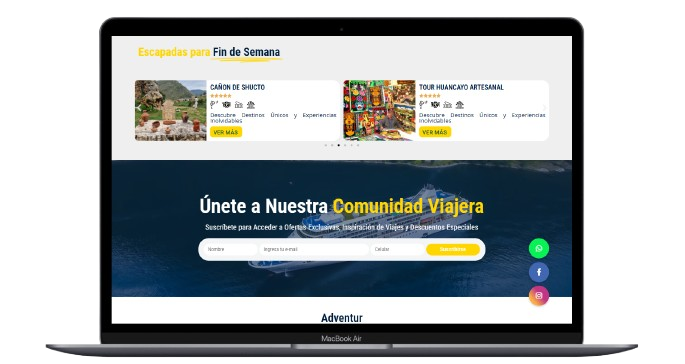 Escapadas para Fin de Semana
CAÑON DE SHUCTO
Descubre Destinos Únicos y Experiencias
Inolvidables
VER MÁS
TOUR HUANCAYO ARTESANAL
Descubre Destinos Únicos y Experiencias
Inolvidables
VER MÁS
Únete a Nuestra Comunidad Viajera
Suscríbete para Acceder a Ofertas Exclusivas, Inspiración de Viajes y Descuentos Especiales
Nombre
Ingresa tu e-mail
Celular
Suscribirse
Adventur
MacBook Air